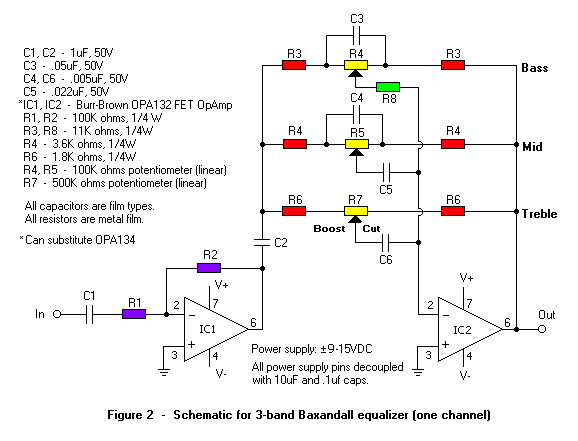 C1, C2 - 1uF, 50V
C3 - .05uF, 50V
C4, C6 - .005uF, 50V
C5 - .022uF, 50V
*IC1, IC2 - Burr-Brown OPA132 FET OpAmp
R1, R2 - 100K ohms, 1/4 W
R3, R8 - 11K ohms, 1/4W
R4 - 3.6K ohms, 1/4W
R6 - 1.8K ohms, 1/4W
R4, R5 - 100K ohms potentiometer (linear)
R7 - 500K ohms potentiometer (linear)
All capacitors are film types.
All resistors are metal film.
*Can substitute OPA134
C3
R3 R4 R3
Bass
R8
C4
R4 R5 R4
Mid
C5
R6 R7 R6
Treble
Boost Cut
C6
C2
R2
C1
In
R1
V+
2 7
IC1 6
3 4
V-
V+
2 7
IC2 6
3 4
V-
Out
Power supply: ±9-15VDC
All power supply pins decoupled
with 10uF and .1uf caps.
Figure 2 - Schematic for 3-band Baxandall equalizer (one channel)